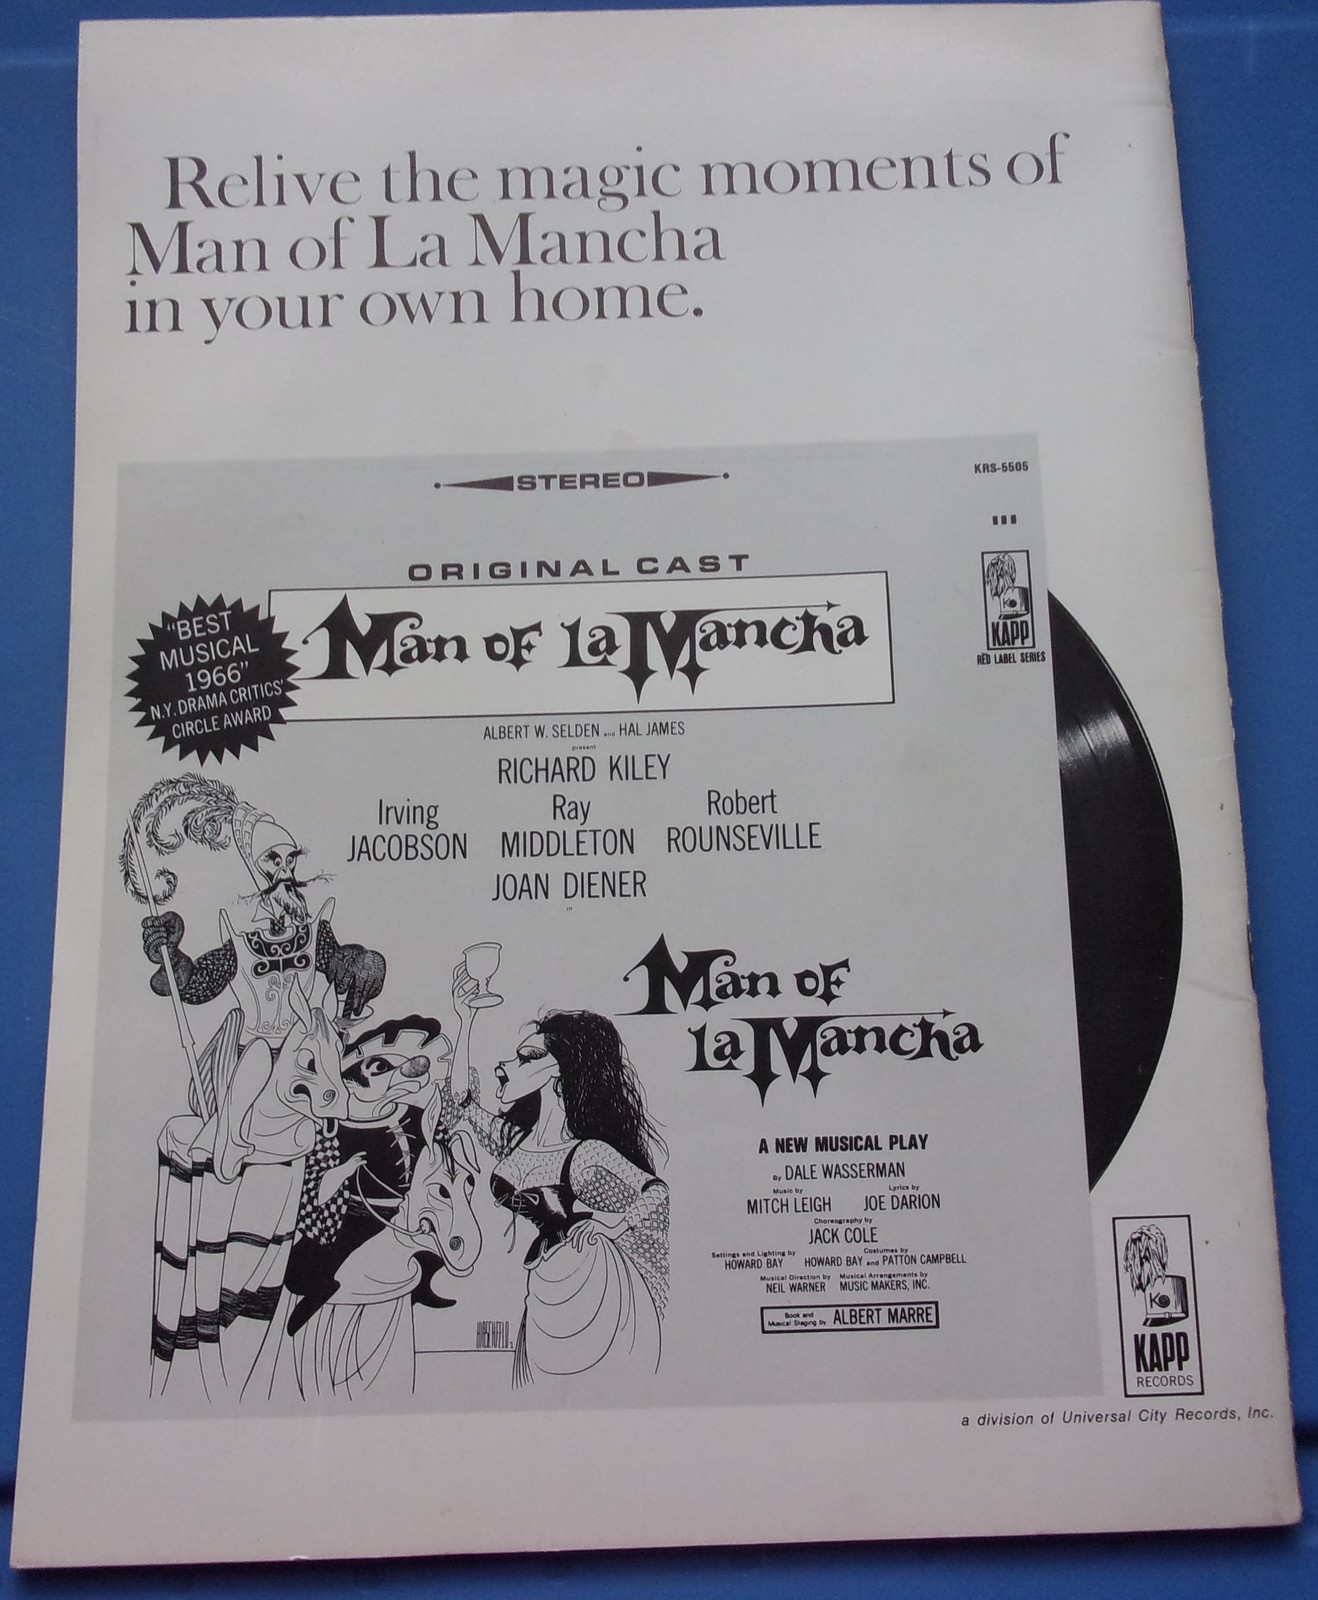 Relive the magic moments of
Man of La Mancha
in your own home.
STEREO
KRS-5505
ORIGINAL CAST
Man of La Mancha
"BEST
MUSICAL
1966"
N.Y. DRAMA CRITICS'
CIRCLE AWARD
K
KAPP
RED LABEL SERIES
ALBERT W. SELDEN and HAL JAMES
present
RICHARD KILEY
Irving Ray Robert
JACOBSON MIDDLETON ROUNSEVILLE
JOAN DIENER
in
Man of
La Mancha
A NEW MUSICAL PLAY
By DALE WASSERMAN
Music by Lyrics by
MITCH LEIGH JOE DARION
Choreography by
JACK COLE
Settings and Lighting by Costumes by
HOWARD BAY HOWARD BAY and PATTON CAMPBELL
Musical Direction by Musical Arrangements by
NEIL WARNER MUSIC MAKERS, INC.
Book and
Musical Staging by ALBERT MARRE
HIRSCHFELD 2
K
KAPP
RECORDS
a division of Universal City Records, Inc.